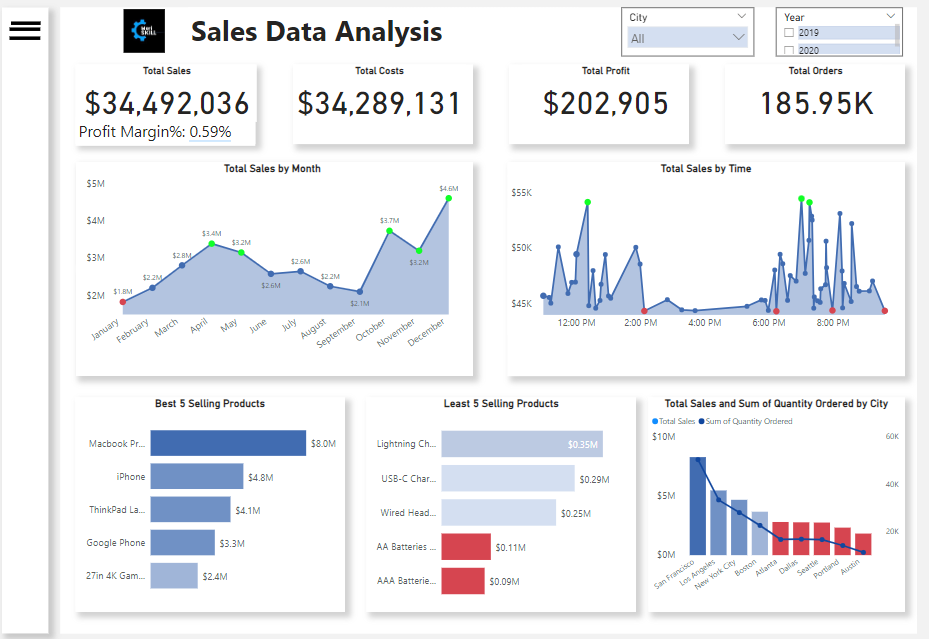 Meri
SKILL
Sales Data Analysis
City
All
Year
2019
2020
Total Sales
$34,492,036
Profit Margin%: 0.59%
Total Costs
$34,289,131
Total Profit
$202,905
Total Orders
185.95K
Total Sales by Month
$5M
$4M
$3M
$2M
$1.8M
$2.2M
$2.8M
$3.4M
$3.2M
$2.6M
$2.6M
$2.2M
$2.1M
$3.7M
$3.2M
$4.6M
January
February
March
April
May
June
July
August
September
October
November
December
Total Sales by Time
$55K
$50K
$45K
12:00 PM
2:00 PM
4:00 PM
6:00 PM
8:00 PM
Best 5 Selling Products
Macbook Pr... $8.0M
iPhone $4.8M
ThinkPad La... $4.1M
Google Phone $3.3M
27in 4K Gam... $2.4M
Least 5 Selling Products
Lightning Ch... $0.35M
USB-C Char... $0.29M
Wired Head... $0.25M
AA Batteries ... $0.11M
AAA Batterie... $0.09M
Total Sales and Sum of Quantity Ordered by City
Total Sales Sum of Quantity Ordered
$10M
$5M
$0M
60K
40K
20K
San Francisco
Los Angeles
New York City
Boston
Atlanta
Dallas
Seattle
Portland
Austin